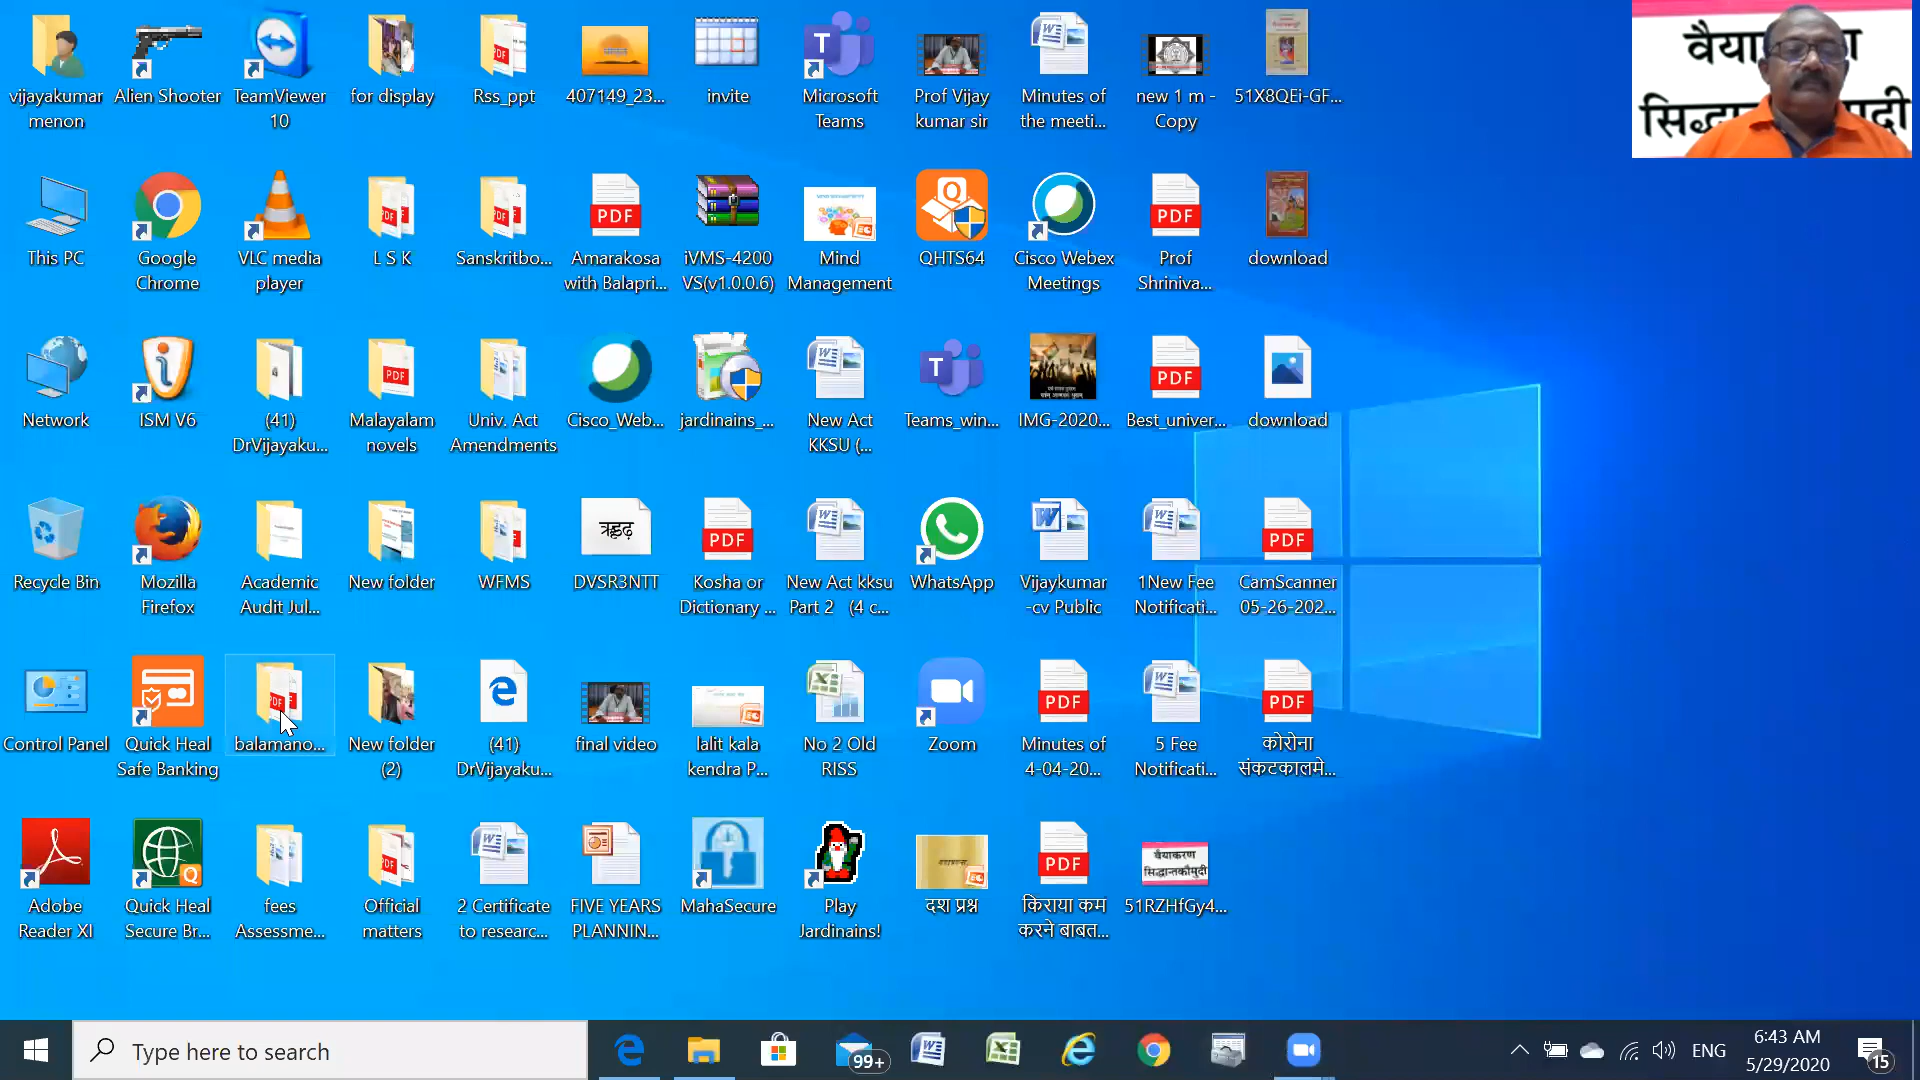 vijayakumar
menon
Alien Shooter
TeamViewer
10
for display
Rss_ppt
407149_23...
invite
Microsoft
Teams
Prof Vijay
kumar sir
Minutes of
the meeti...
new 1 m -
Copy
51X8QEi-GF...
This PC
Google
Chrome
VLC media
player
L S K
Sanskritbo...
Amarakosa
with Balapri...
iVMS-4200
VS(v1.0.0.6)
Mind
Management
QHTS64
Cisco Webex
Meetings
Prof
Shriniva...
download
Network
ISM V6
(41)
DrVijayaku...
Malayalam
novels
Univ. Act
Amendments
Cisco_Web...
jardinains_...
New Act
KKSU (...
Teams_win...
IMG-2020...
Best_univer...
download
Recycle Bin
Mozilla
Firefox
Academic
Audit Jul...
New folder
WFMS
DVSR3NTT
Kosha or
Dictionary ...
New Act kksu
Part 2 (4 c...
WhatsApp
Vijaykumar
-cv Public
1New Fee
Notificati...
CamScanner
05-26-202...
Control Panel
Quick Heal
Safe Banking
balamano...
New folder
(2)
(41)
DrVijayaku...
final video
lalit kala
kendra P...
No 2 Old
RISS
Zoom
Minutes of
4-04-20...
5 Fee
Notificati...
कोरोना
संकटकालमे...
Adobe
Reader XI
Quick Heal
Secure Br...
fees
Assessme...
Official
matters
2 Certificate
to researc...
FIVE YEARS
PLANNIN...
MahaSecure
Play
Jardinains!
दश प्रश्न
किराया कम
करने बाबत...
वैयाकरण
सिद्धान्तकौमुदी
51RZHfGy4...
Type here to search
99+
ENG
6:43 AM
5/29/2020
15